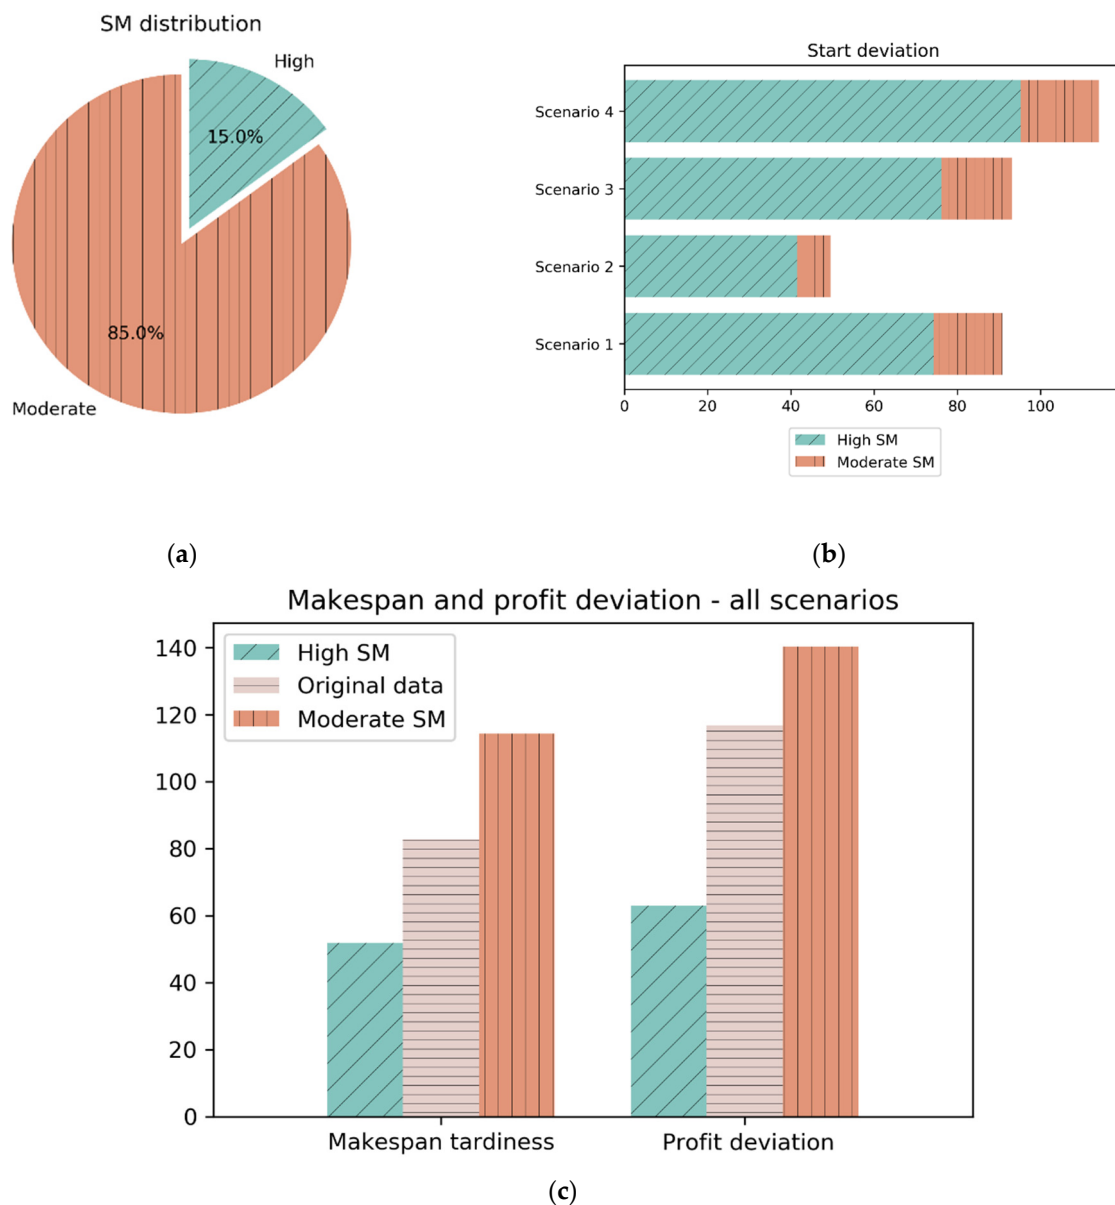 SM distribution
High
15.0%
85.0%
Moderate
(a)
Start deviation
Scenario 4
Scenario 3
Scenario 2
Scenario 1
0 20 40 60 80 100
High SM
Moderate SM
(b)
Makespan and profit deviation - all scenarios
High SM
Original data
Moderate SM
140
120
100
80
60
40
20
0
Makespan tardiness Profit deviation
(c)